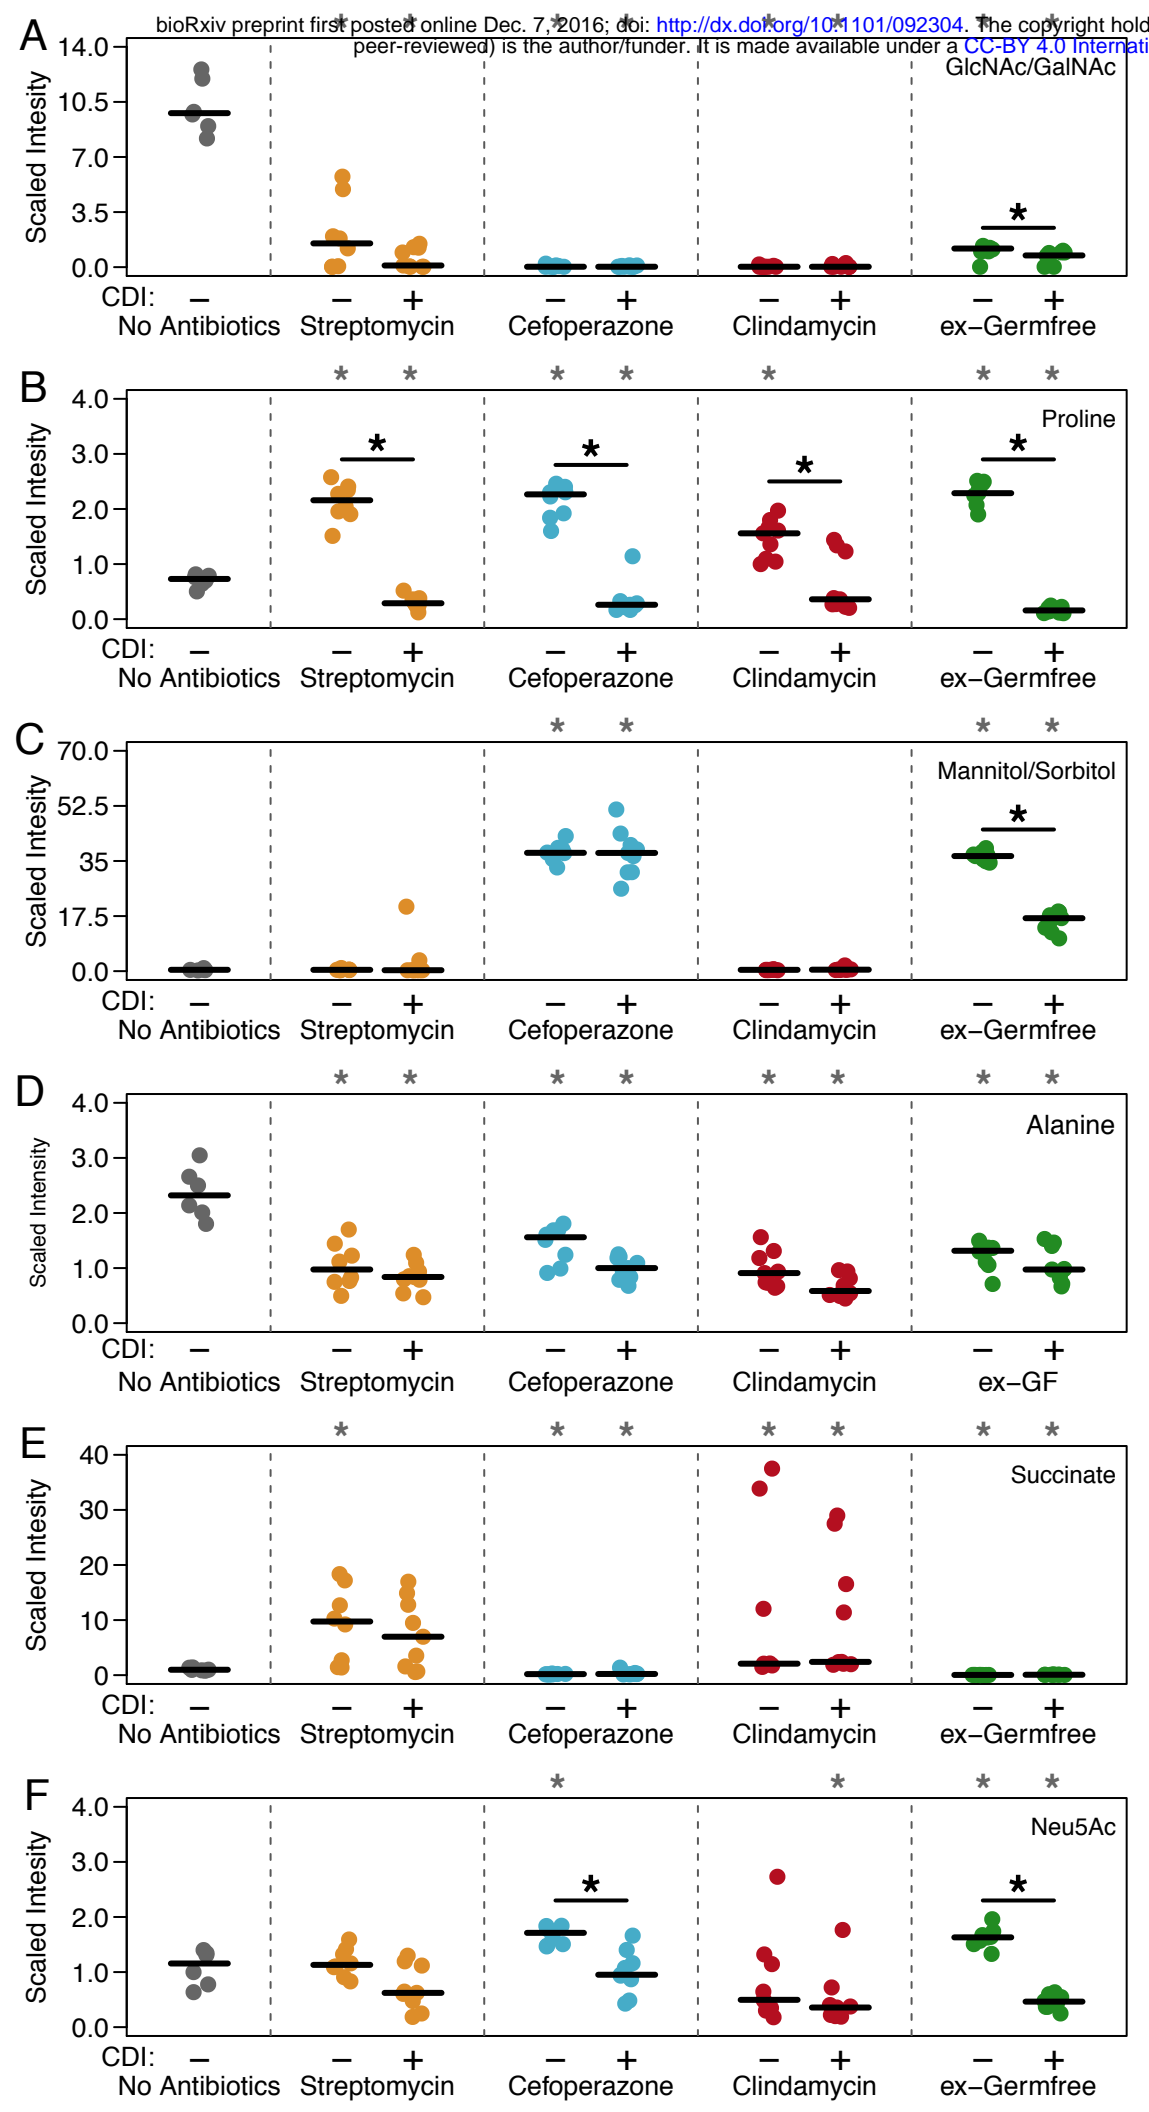 bioRxiv preprint first posted online Dec. 7, 2016; doi: http://dx.doi.org/10.1101/092304. The copyright hold
peer-reviewed) is the author/funder. It is made available under a CC-BY 4.0 Internati
* * * * * * * *
A
GlcNAc/GalNAc
Scaled Intesity
14.0
10.5
7.0
3.5
0.0
*
CDI: − − + − + − + − +
No Antibiotics Streptomycin Cefoperazone Clindamycin ex−Germfree
* * * * * * *
B
Proline
Scaled Intesity
4.0
3.0
2.0
1.0
0.0
* * * *
CDI: − − + − + − + − +
No Antibiotics Streptomycin Cefoperazone Clindamycin ex−Germfree
* * * *
C
Mannitol/Sorbitol
Scaled Intesity
70.0
52.5
35
17.5
0.0
*
CDI: − − + − + − + − +
No Antibiotics Streptomycin Cefoperazone Clindamycin ex−Germfree
* * * * * * * *
D
Alanine
Scaled Intensity
4.0
3.0
2.0
1.0
0.0
CDI: − − + − + − + − +
No Antibiotics Streptomycin Cefoperazone Clindamycin ex−GF
* * * * * * *
E
Succinate
Scaled Intesity
40
30
20
10
0
CDI: − − + − + − + − +
No Antibiotics Streptomycin Cefoperazone Clindamycin ex−Germfree
* * * *
F
Neu5Ac
Scaled Intesity
4.0
3.0
2.0
1.0
0.0
* *
CDI: − − + − + − + − +
No Antibiotics Streptomycin Cefoperazone Clindamycin ex−Germfree